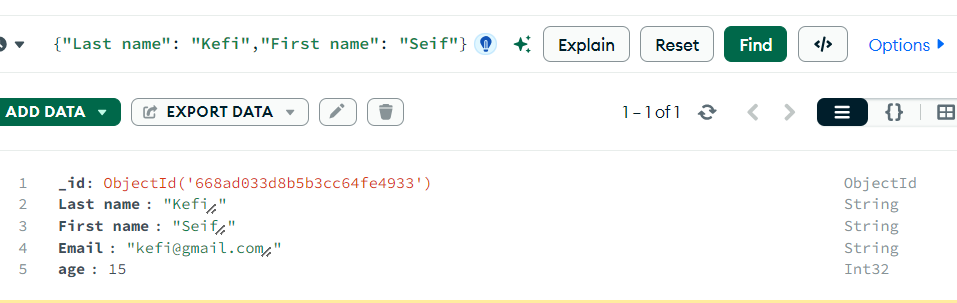 {"Last name": "Kefi","First name": "Seif"} Explain Reset Find </> Options
ADD DATA EXPORT DATA 1 – 1 of 1 {}
1 _id: ObjectId('668ad033d8b5b3cc64fe4933') ObjectId
2 Last name : "Kefi" String
3 First name : "Seif" String
4 Email : "kefi@gmail.com" String
5 age : 15 Int32